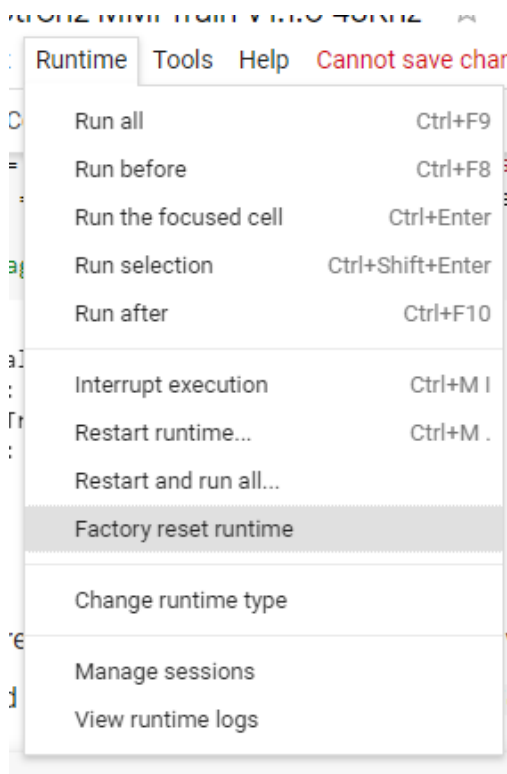 Runtime Tools Help Cannot save
Run all Ctrl+F9
Run before Ctrl+F8
Run the focused cell Ctrl+Enter
Run selection Ctrl+Shift+Enter
Run after Ctrl+F10
Interrupt execution Ctrl+M I
Restart runtime... Ctrl+M .
Restart and run all...
Factory reset runtime
Change runtime type
Manage sessions
View runtime logs